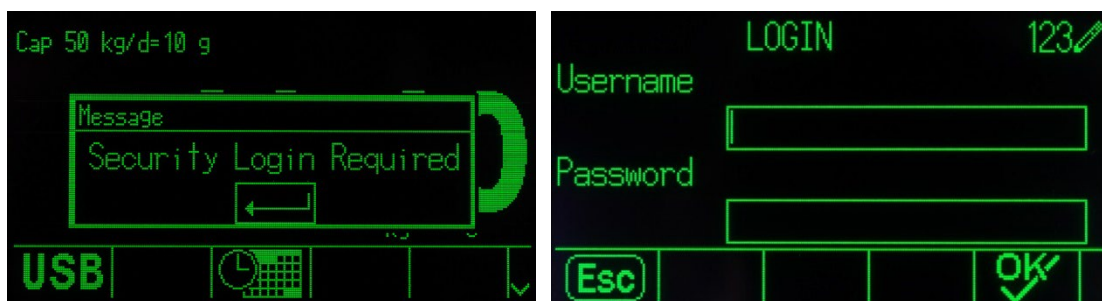 Cap 50 kg/d=10 g
Message
Security Login Required
USB
LOGIN
123
Username
Password
Esc
OK